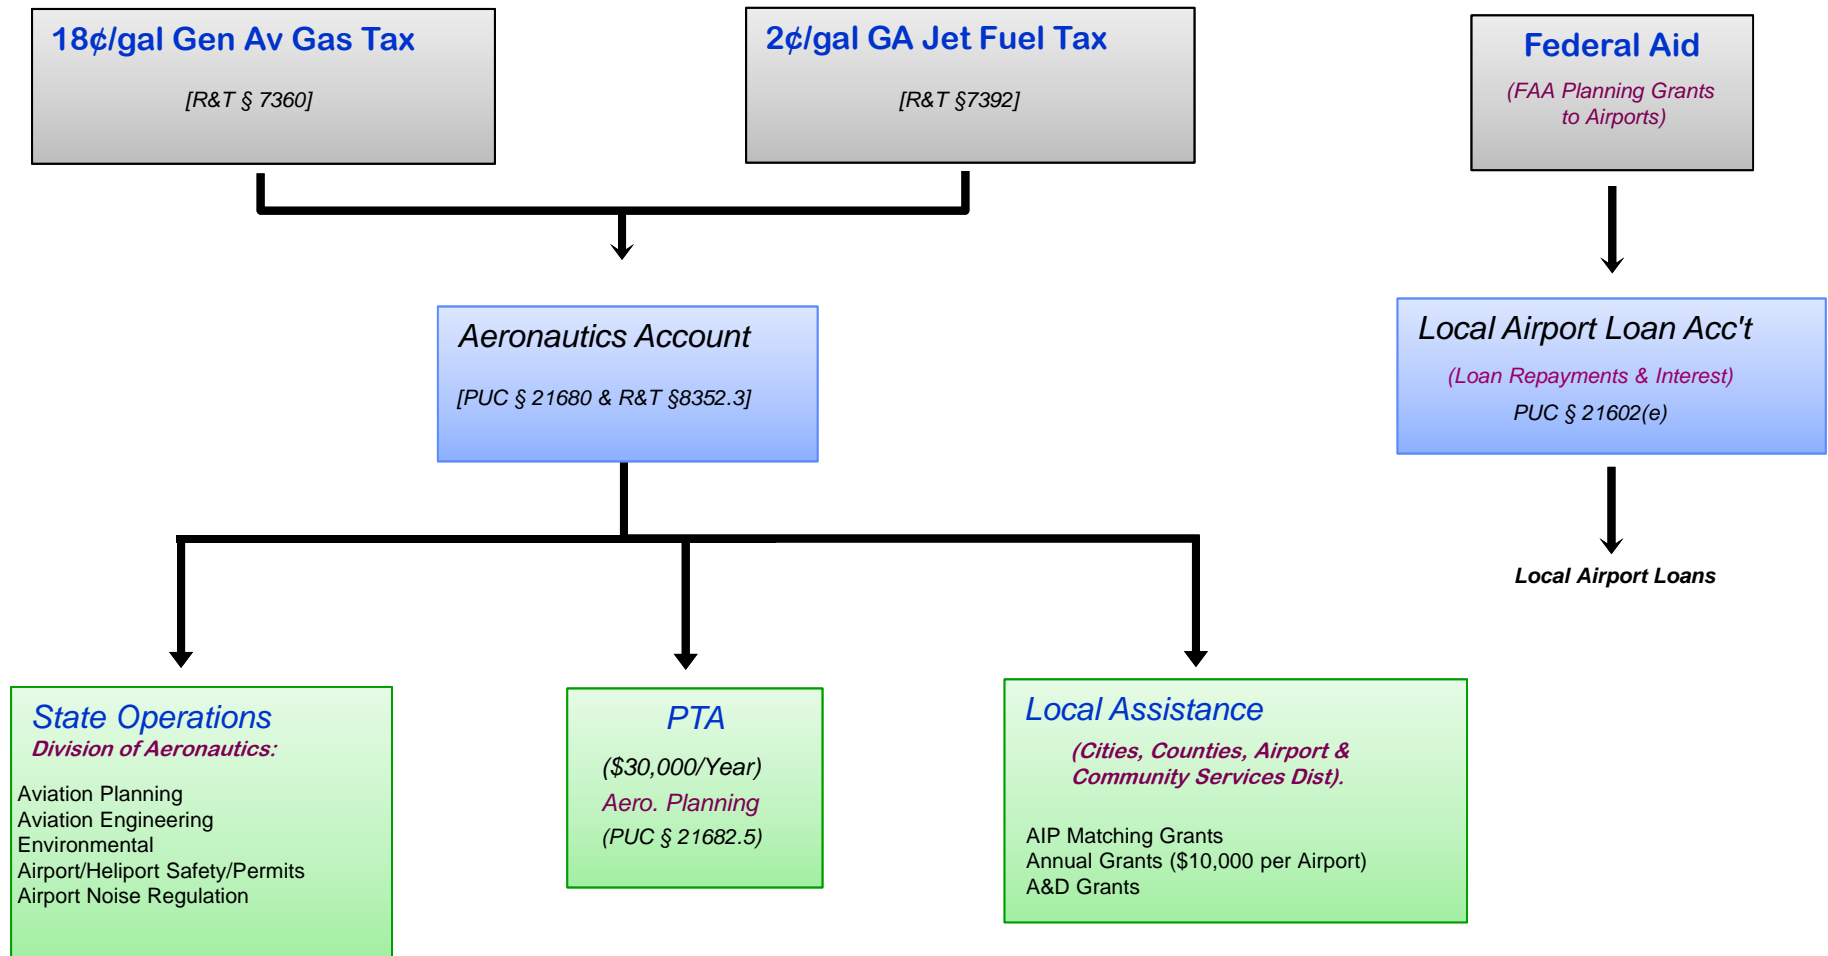 18¢/gal Gen Av Gas Tax
[R&T § 7360]
2¢/gal GA Jet Fuel Tax
[R&T §7392]
Federal Aid
(FAA Planning Grants
to Airports)
Aeronautics Account
[PUC § 21680 & R&T §8352.3]
Local Airport Loan Acc't
(Loan Repayments & Interest)
PUC § 21602(e)
Local Airport Loans
State Operations
Division of Aeronautics:
Aviation Planning
Aviation Engineering
Environmental
Airport/Heliport Safety/Permits
Airport Noise Regulation
PTA
($30,000/Year)
Aero. Planning
(PUC § 21682.5)
Local Assistance
(Cities, Counties, Airport &
Community Services Dist).
AIP Matching Grants
Annual Grants ($10,000 per Airport)
A&D Grants